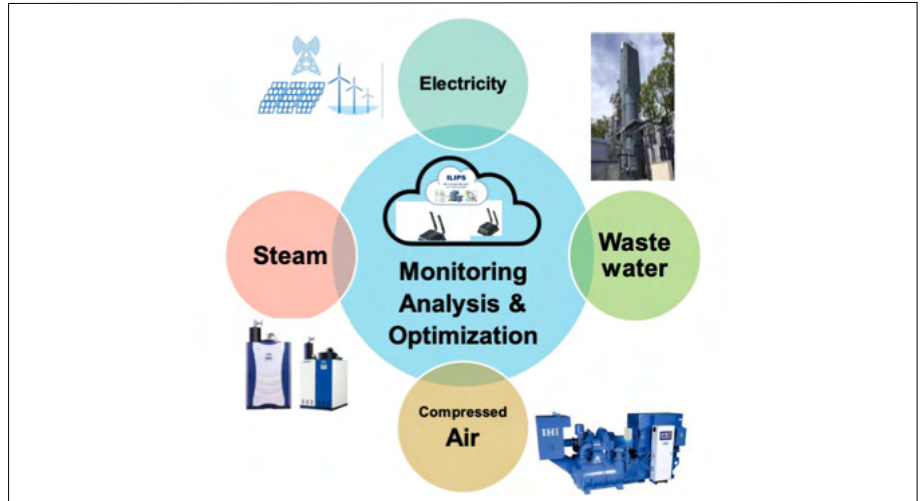 Electricity
ILIPS
Steam
Waste
water
Monitoring
Analysis &
Optimization
Compressed
Air
IHI